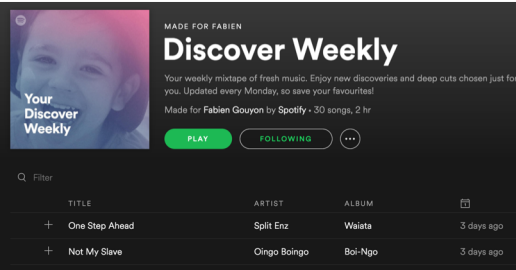 MADE FOR FABIEN
Discover Weekly
Your weekly mixtape of fresh music. Enjoy new discoveries and deep cuts chosen just for
you. Updated every Monday, so save your favourites!
Made for Fabien Gouyon by Spotify • 30 songs, 2 hr
PLAY FOLLOWING
Your
Discover
Weekly
Filter
TITLE ARTIST ALBUM
One Step Ahead Split Enz Waiata 3 days ago
Not My Slave Oingo Boingo Boi-Ngo 3 days ago